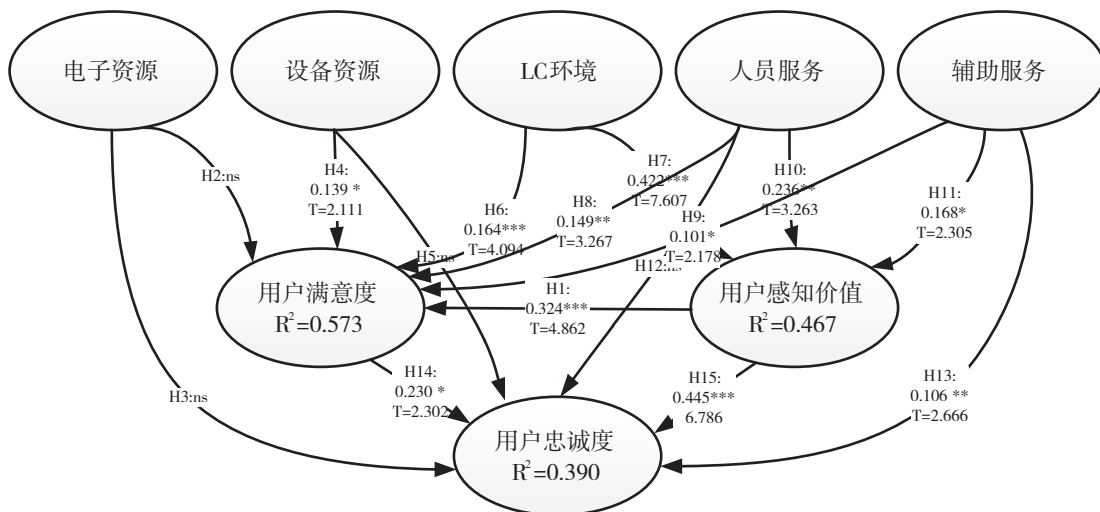 电子资源
设备资源
LC环境
人员服务
辅助服务
H2:ns
H4:
0.139 *
T=2.111
H6:
0.164***
T=4.094
H7:
0.422***
T=7.607
H8:
0.149**
T=3.267
H9:
0.101*
T=2.178
H10:
0.236**
T=3.263
H11:
0.168*
T=2.305
H5:ns
H12:ns
用户满意度
R²=0.573
H1:
0.324***
T=4.862
用户感知价值
R²=0.467
H3:ns
H14:
0.230 *
T=2.302
H15:
0.445***
6.786
H13:
0.106 **
T=2.666
用户忠诚度
R²=0.390